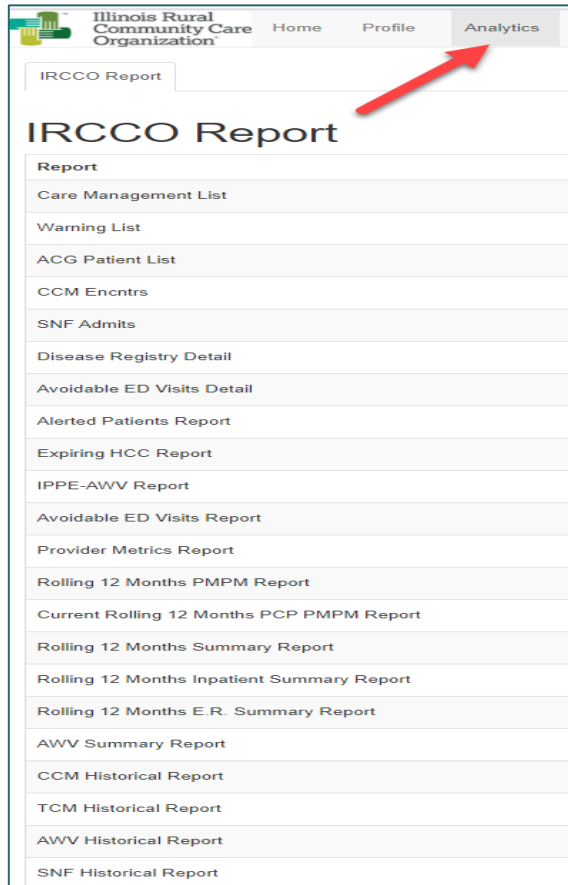 Illinois Rural
Community Care
Organization
Home Profile Analytics
IRCCO Report
IRCCO Report
Report
Care Management List
Warning List
ACG Patient List
CCM Encntrs
SNF Admits
Disease Registry Detail
Avoidable ED Visits Detail
Alerted Patients Report
Expiring HCC Report
IPPE-AWV Report
Avoidable ED Visits Report
Provider Metrics Report
Rolling 12 Months PMPM Report
Current Rolling 12 Months PCP PMPM Report
Rolling 12 Months Summary Report
Rolling 12 Months Inpatient Summary Report
Rolling 12 Months E.R. Summary Report
AWV Summary Report
CCM Historical Report
TCM Historical Report
AWV Historical Report
SNF Historical Report